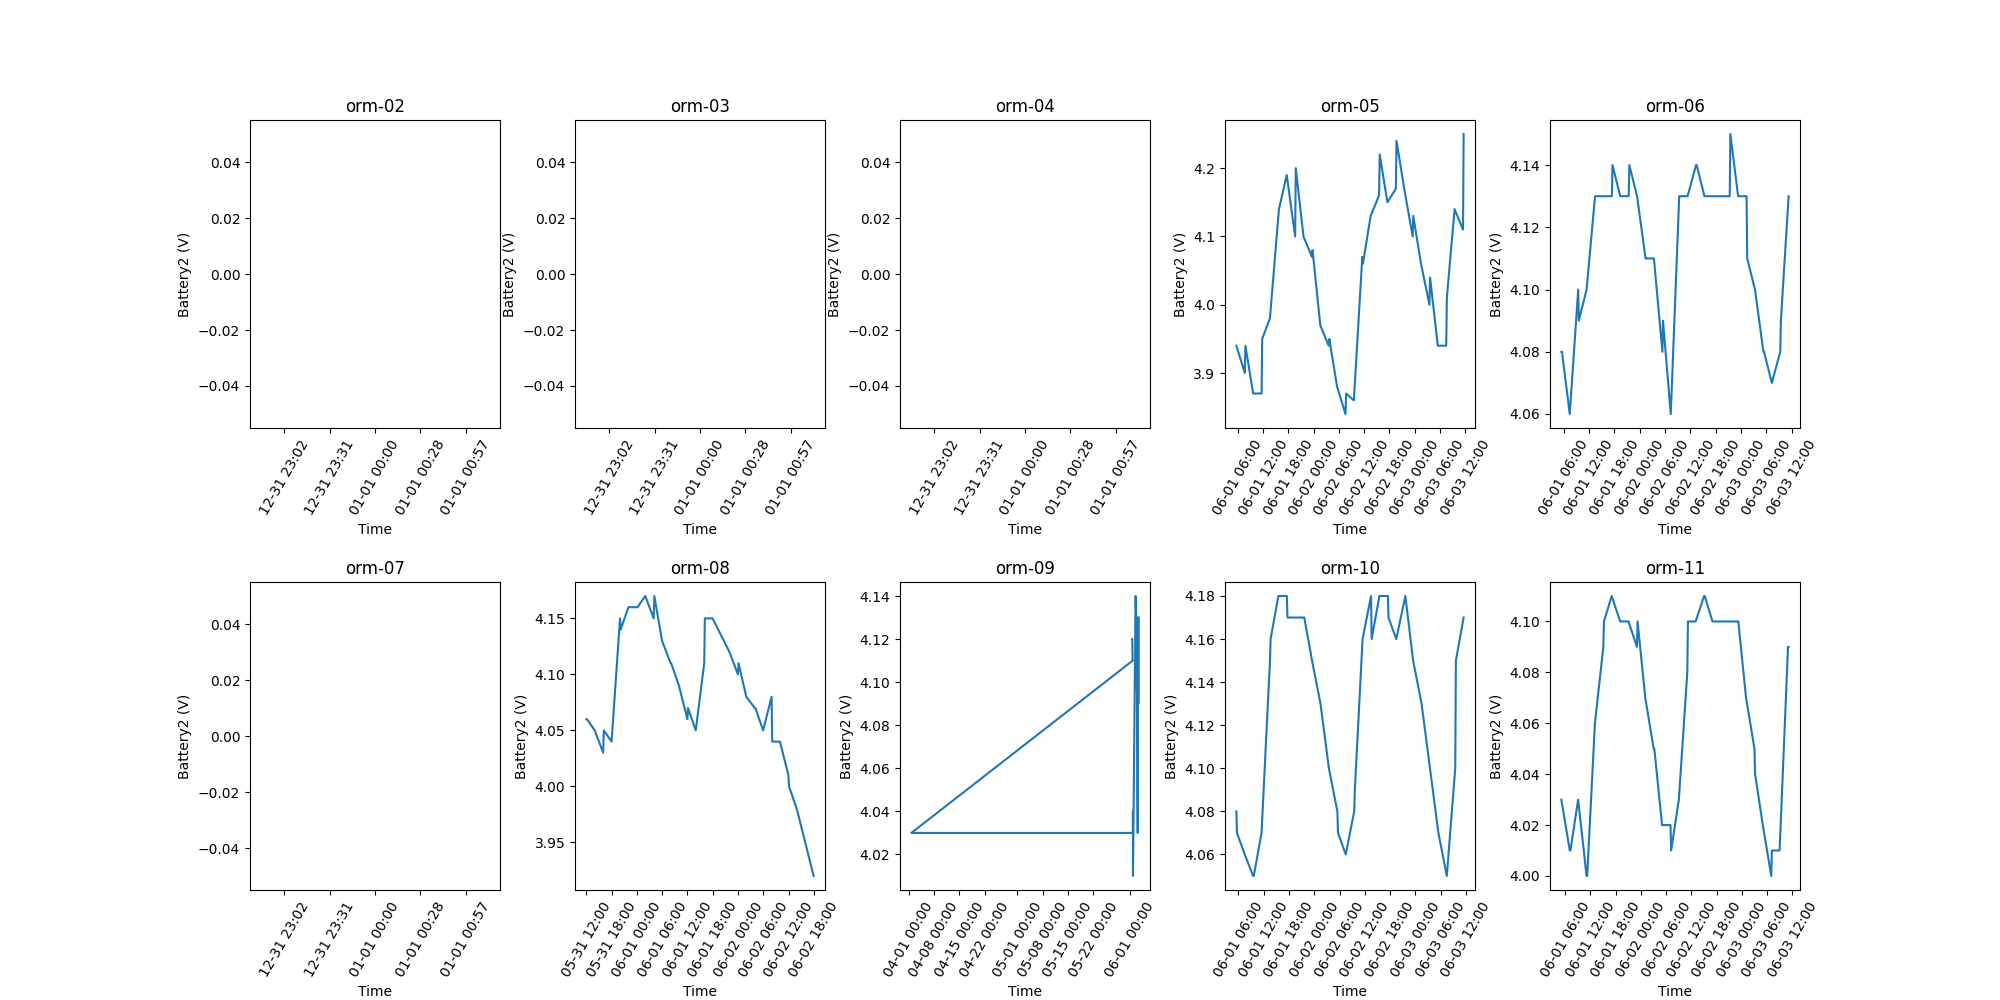 orm-02 orm-03 orm-04 orm-05 orm-06
Battery2 (V) Battery2 (V) Battery2 (V) Battery2 (V) Battery2 (V)
0.04 0.04 0.04 4.2 4.14
0.02 0.02 0.02 4.1 4.12
0.00 0.00 0.00 4.0 4.10
−0.02 −0.02 −0.02 3.9 4.08
−0.04 −0.04 −0.04 4.06
12-31 23:02 12-31 23:31 01-01 00:00 01-01 00:28 01-01 00:57
12-31 23:02 12-31 23:31 01-01 00:00 01-01 00:28 01-01 00:57
12-31 23:02 12-31 23:31 01-01 00:00 01-01 00:28 01-01 00:57
06-01 06:00 06-01 12:00 06-01 18:00 06-02 00:00 06-02 06:00 06-02 12:00 06-02 18:00 06-03 00:00 06-03 06:00 06-03 12:00
06-01 06:00 06-01 12:00 06-01 18:00 06-02 00:00 06-02 06:00 06-02 12:00 06-02 18:00 06-03 00:00 06-03 06:00 06-03 12:00
Time Time Time Time Time
orm-07 orm-08 orm-09 orm-10 orm-11
Battery2 (V) Battery2 (V) Battery2 (V) Battery2 (V) Battery2 (V)
0.04 4.15 4.14 4.18 4.10
0.02 4.10 4.12 4.16 4.08
0.00 4.05 4.10 4.14 4.06
−0.02 4.00 4.08 4.12 4.04
−0.04 3.95 4.06 4.10 4.02
4.04 4.08 4.00
4.02 4.06
12-31 23:02 12-31 23:31 01-01 00:00 01-01 00:28 01-01 00:57
05-31 12:00 05-31 18:00 06-01 00:00 06-01 06:00 06-01 12:00 06-01 18:00 06-02 00:00 06-02 06:00 06-02 12:00 06-02 18:00
04-01 00:00 04-08 00:00 04-15 00:00 04-22 00:00 05-01 00:00 05-08 00:00 05-15 00:00 05-22 00:00 06-01 00:00
06-01 06:00 06-01 12:00 06-01 18:00 06-02 00:00 06-02 06:00 06-02 12:00 06-02 18:00 06-03 00:00 06-03 06:00 06-03 12:00
06-01 06:00 06-01 12:00 06-01 18:00 06-02 00:00 06-02 06:00 06-02 12:00 06-02 18:00 06-03 00:00 06-03 06:00 06-03 12:00
Time Time Time Time Time